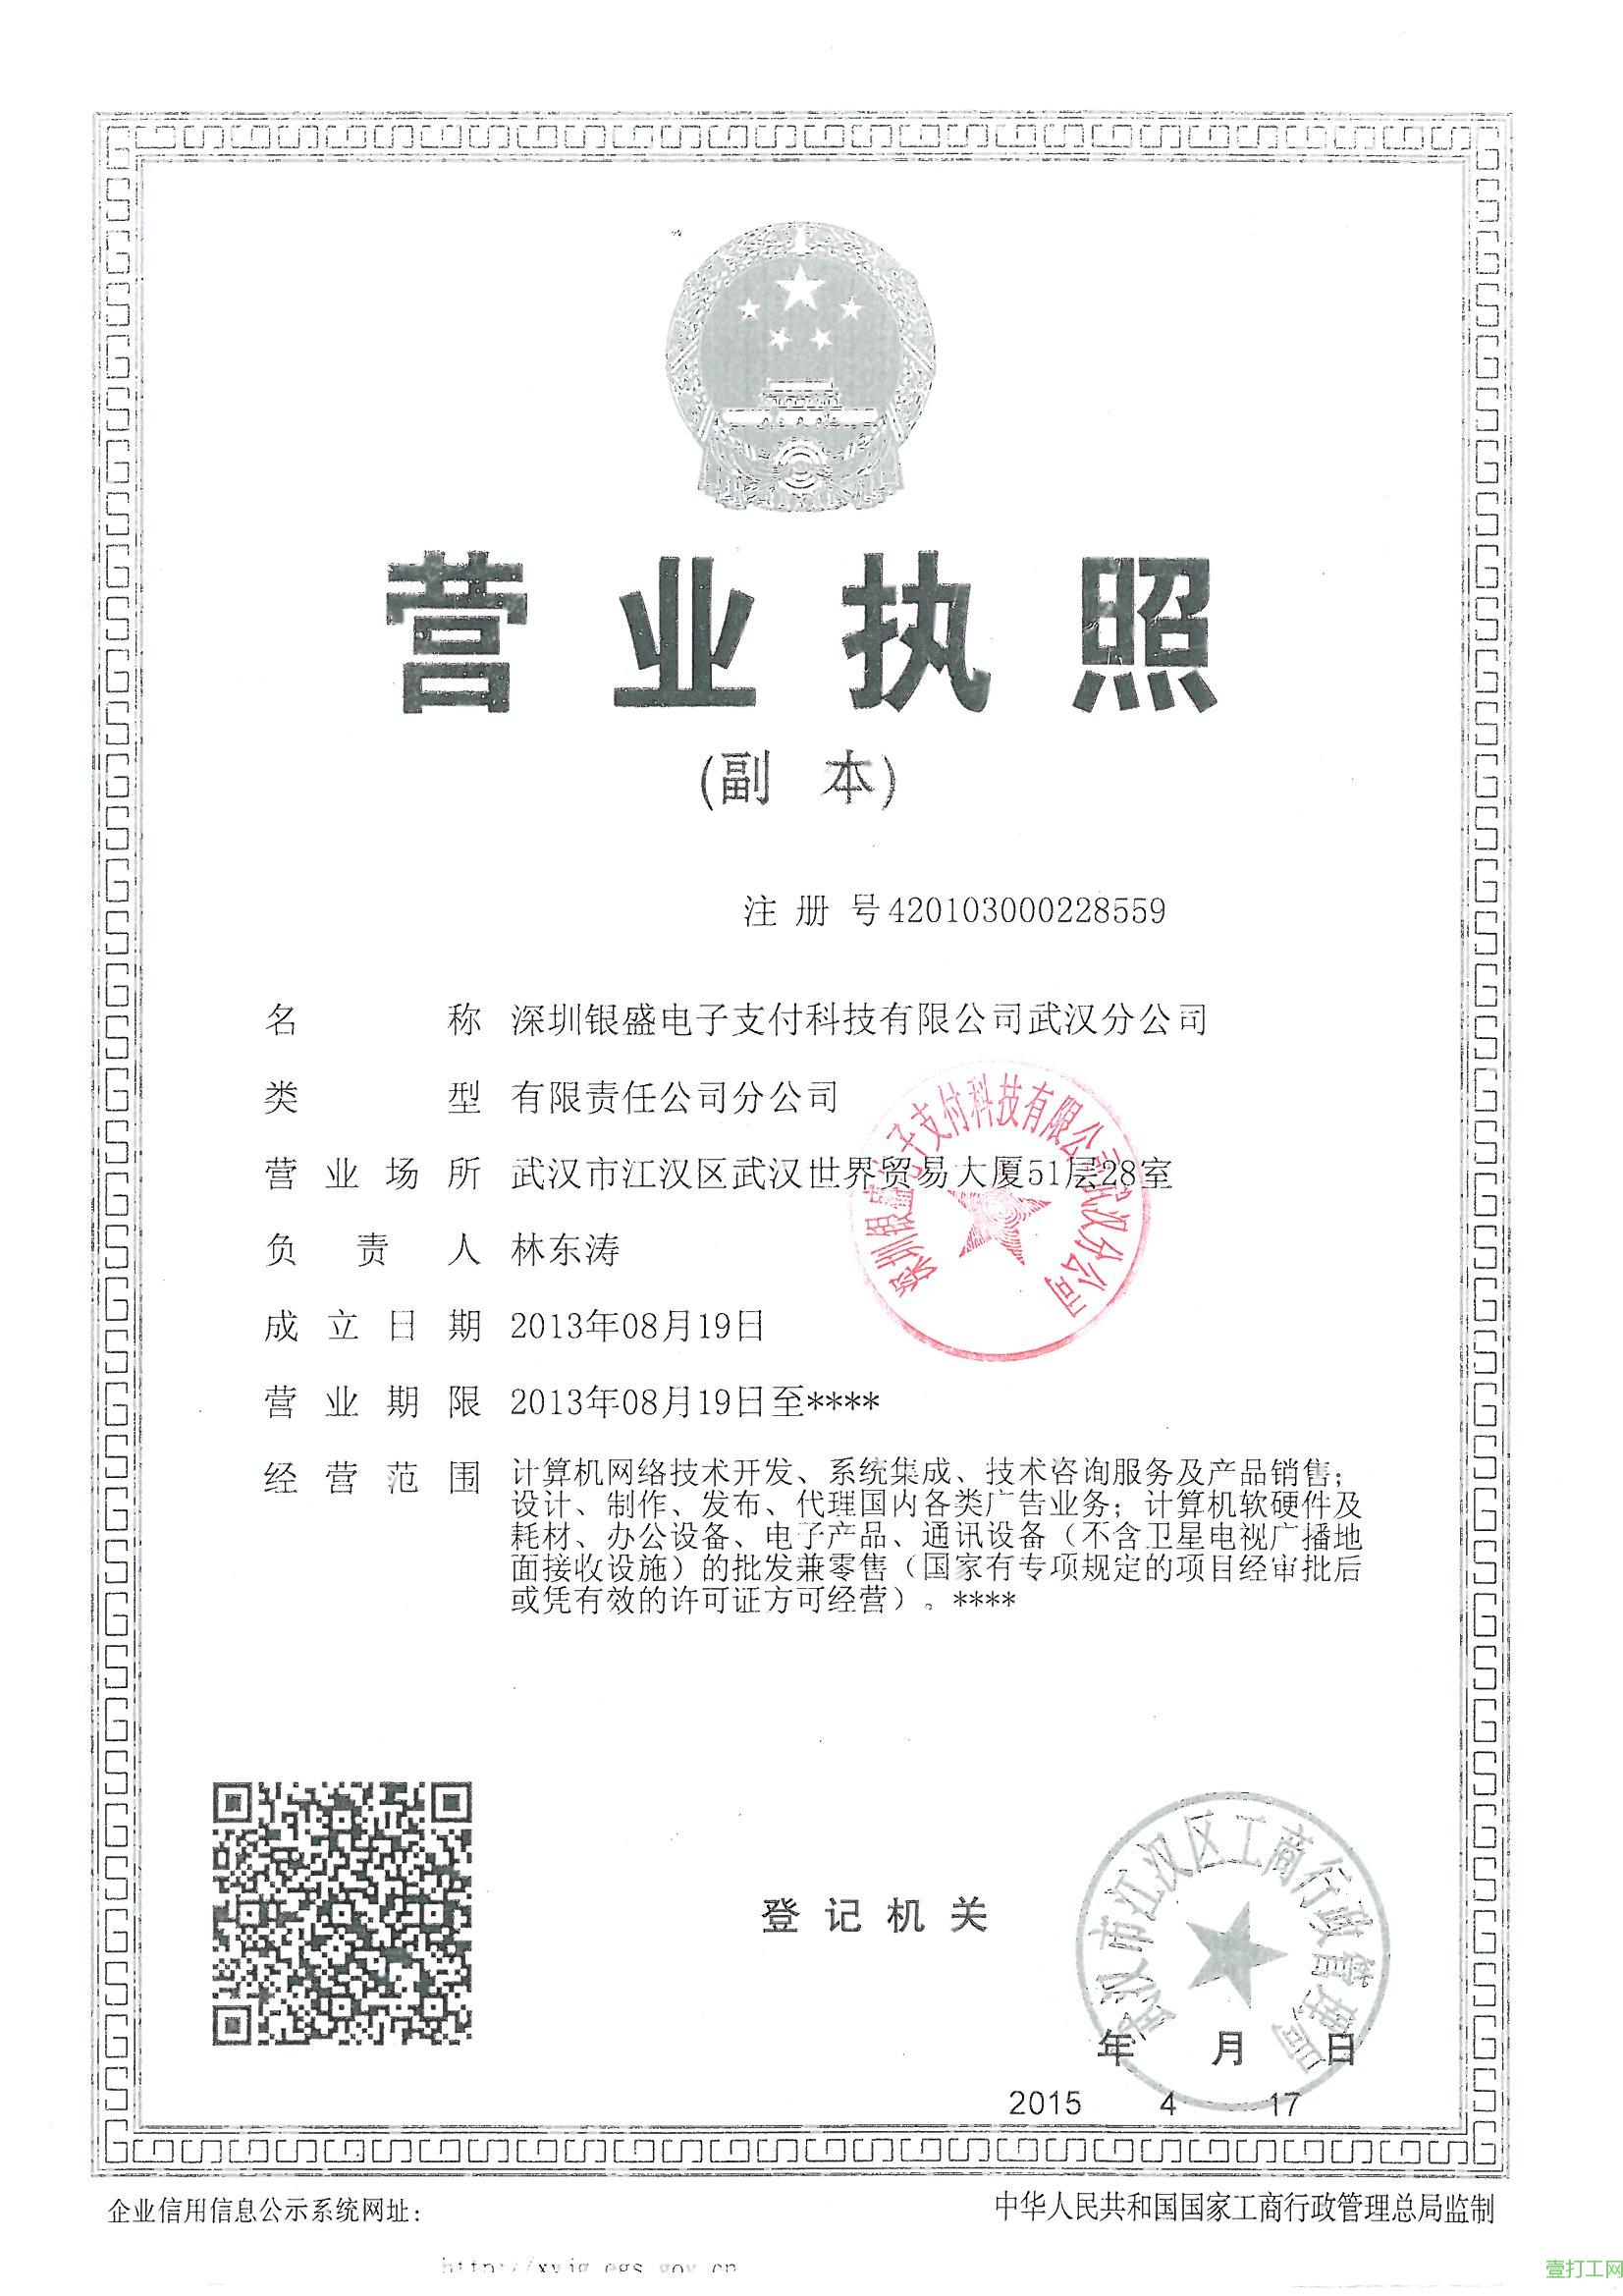 营业执照
(副 本)
注 册 号420103000228559
名 称 深圳银盛电子支付科技有限公司武汉分公司
类 型 有限责任公司分公司
营 业 场 所 武汉市江汉区武汉世界贸易大厦51层28室
负 责 人 林东涛
成 立 日 期 2013年08月19日
营 业 期 限 2013年08月19日至****
经 营 范 围 计算机网络技术开发、系统集成、技术咨询服务及产品销售；
设计、制作、发布、代理国内各类广告业务；计算机软硬件及
耗材、办公设备、电子产品、通讯设备（不含卫星电视广播地
面接收设施）的批发兼零售（国家有专项规定的项目经审批后
或凭有效的许可证方可经营）。****
深圳银盛电子支付科技有限公司武汉分公司
登 记 机 关
武汉市江汉区工商行政管理局
年 月 日
2015 4 17
企业信用信息公示系统网址：
中华人民共和国国家工商行政管理总局监制
壹打工网